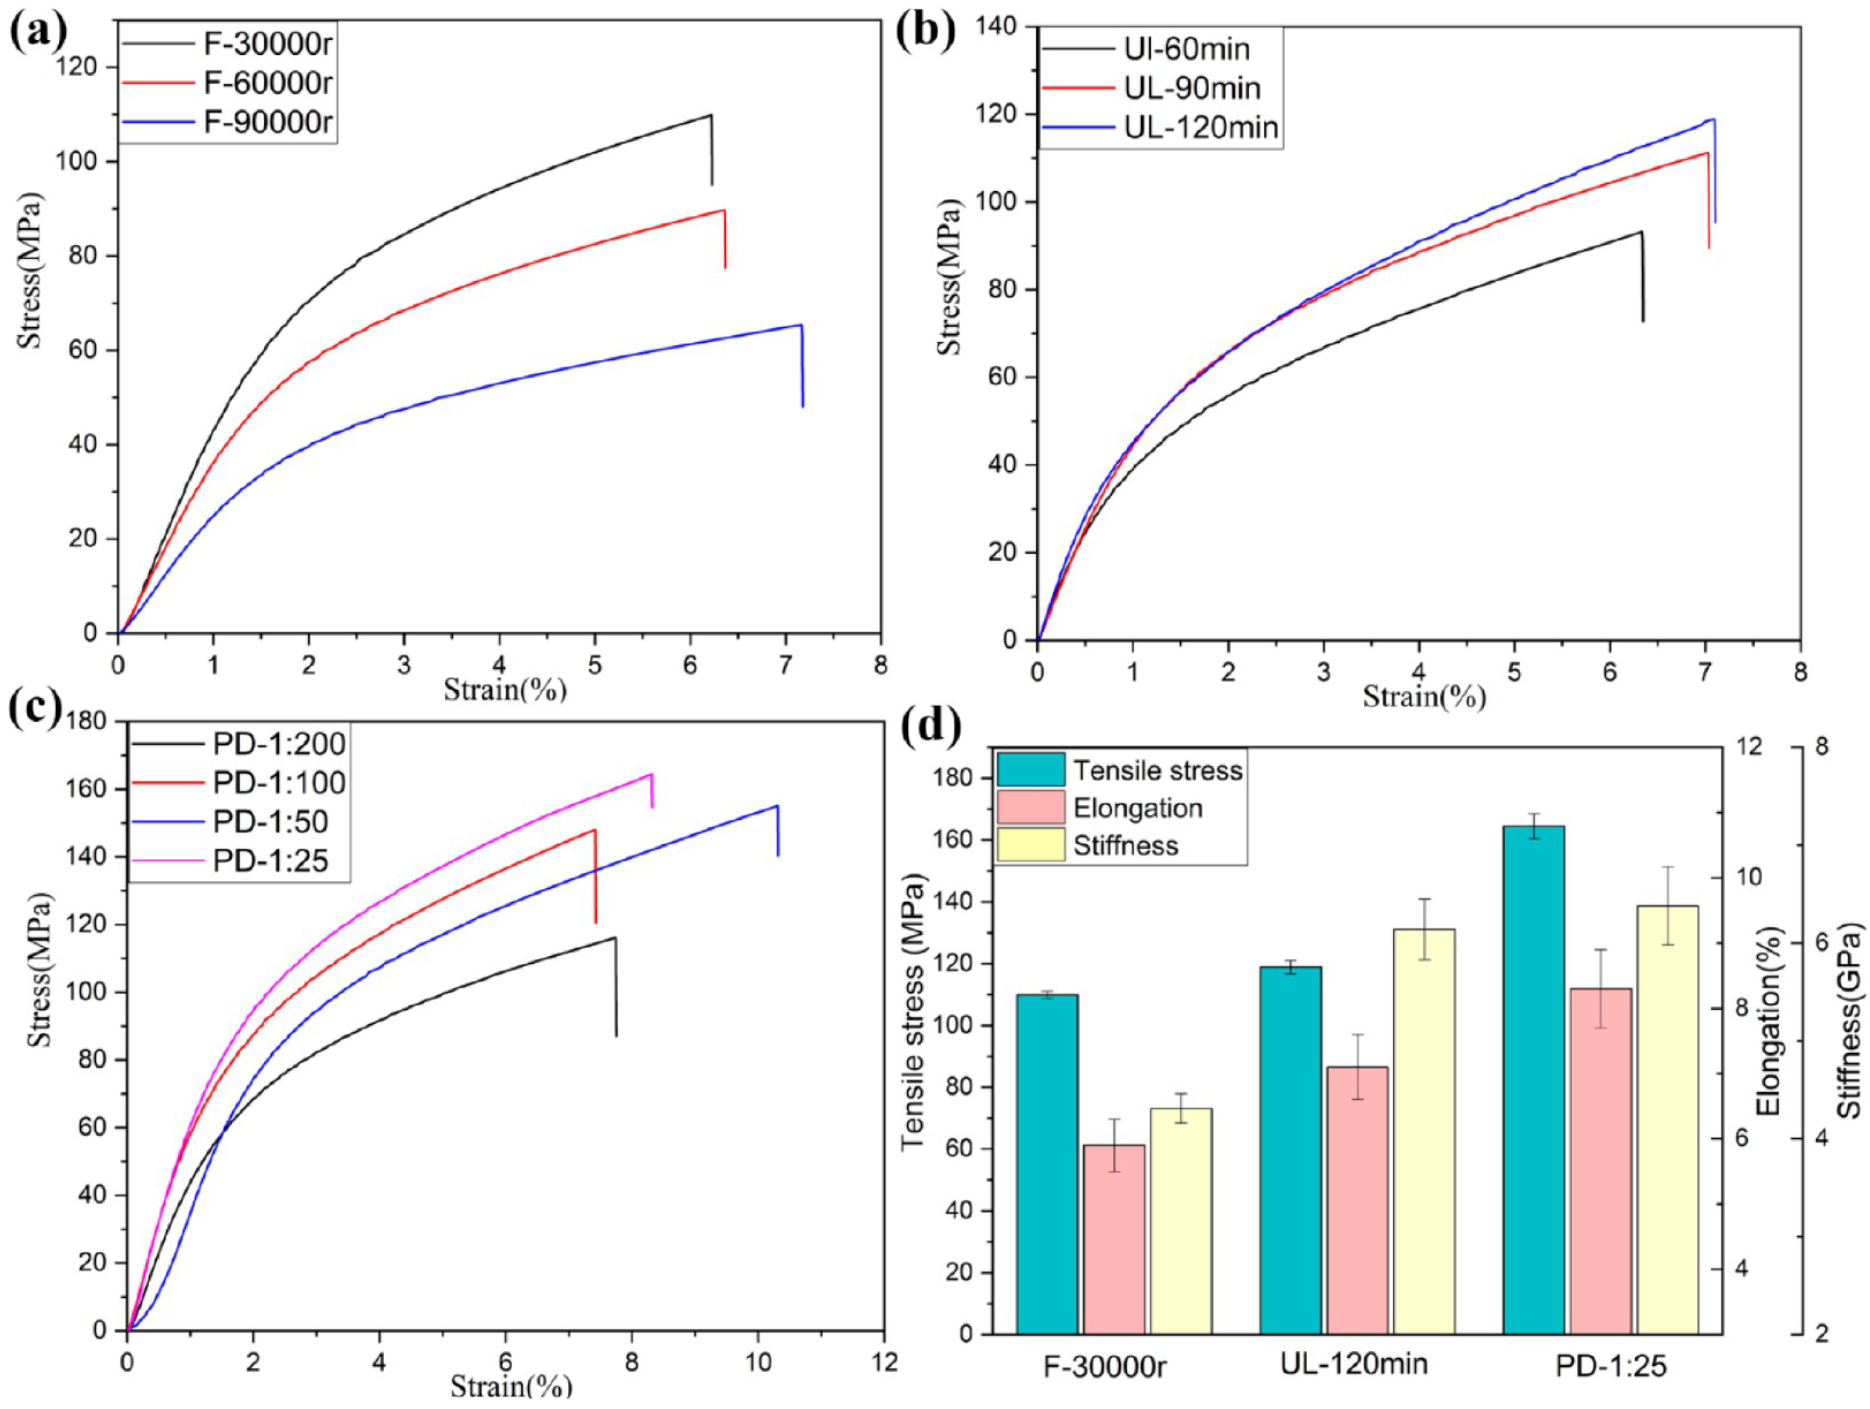 (a)
F-30000r
F-60000r
F-90000r
120
100
80
60
40
20
0
Stress(MPa)
0 1 2 3 4 5 6 7 8
Strain(%)
(b)
UI-60min
UL-90min
UL-120min
140
120
100
80
60
40
20
0
Stress(MPa)
0 1 2 3 4 5 6 7 8
Strain(%)
(c)
PD-1:200
PD-1:100
PD-1:50
PD-1:25
180
160
140
120
100
80
60
40
20
0
Stress(MPa)
0 2 4 6 8 10 12
Strain(%)
(d)
Tensile stress
Elongation
Stiffness
180
160
140
120
100
80
60
40
20
0
Tensile stress (MPa)
12
10
8
6
4
Elongation(%)
8
6
4
2
Stiffness(GPa)
F-30000r UL-120min PD-1:25